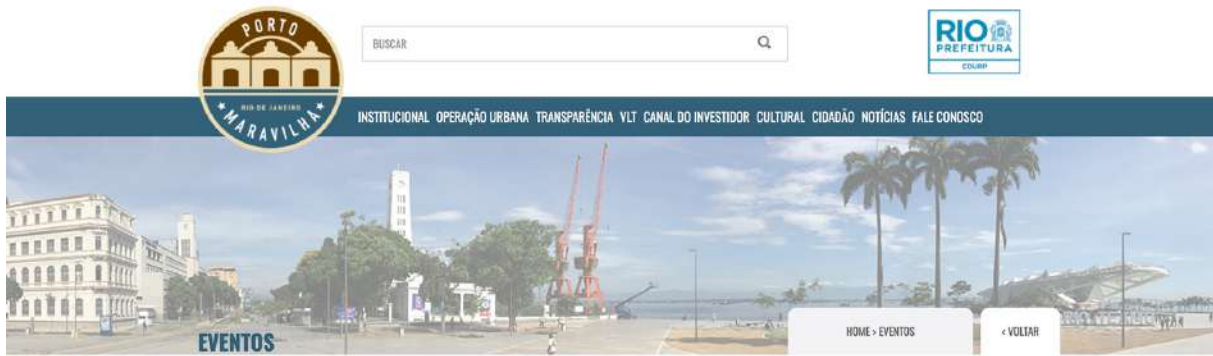 PORTO
RIO DE JANEIRO
MARAVILHA
BUSCAR
RIO
PREFEITURA
CDURP
INSTITUCIONAL OPERAÇÃO URBANA TRANSPARÊNCIA VLT CANAL DO INVESTIDOR CULTURAL CIDADÃO NOTÍCIAS FALE CONOSCO
EVENTOS
HOME > EVENTOS
< VOLTAR